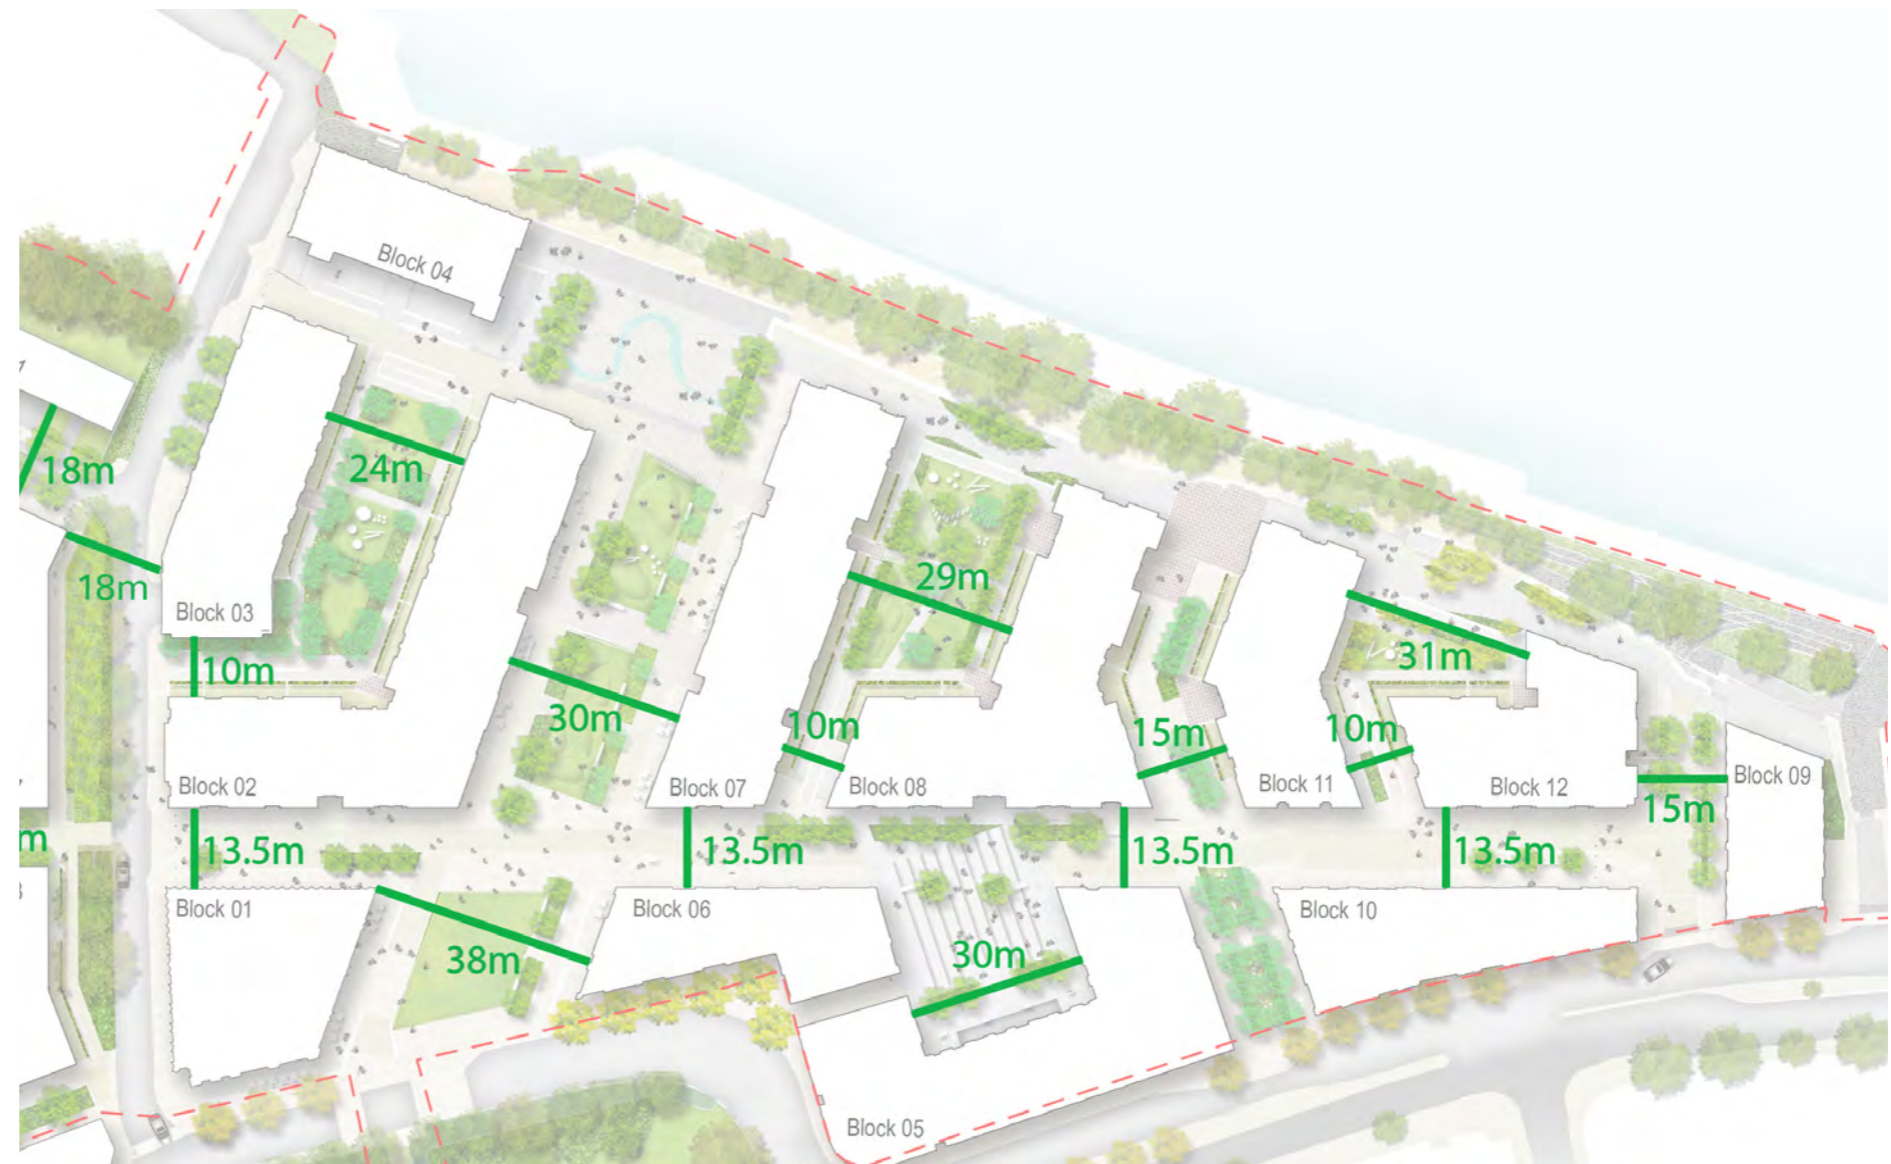 Block 04
18m
24m
18m
Block 03
10m
29m
31m
30m
10m
15m
10m
Block 02
Block 07
Block 08
Block 11
Block 12
Block 09
15m
m
13.5m
13.5m
13.5m
13.5m
Block 01
Block 06
Block 10
38m
30m
Block 05